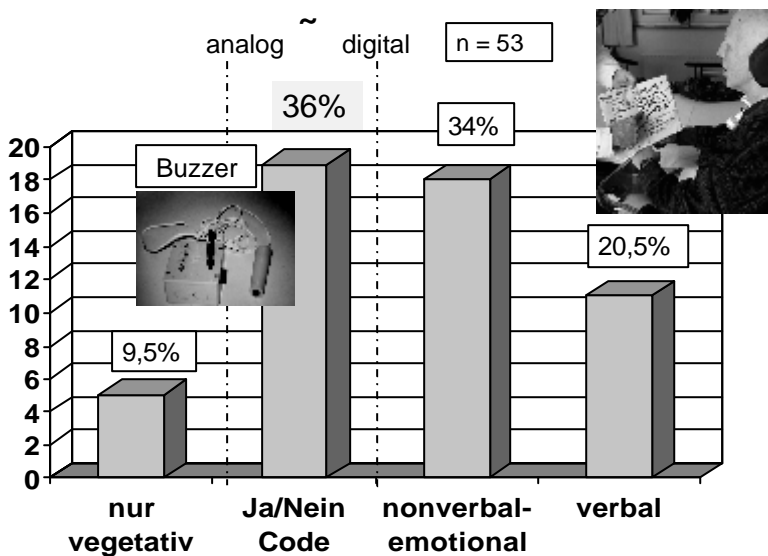 ~
analog digital
n = 53
36%
34%
Buzzer
20,5%
9,5%
20
18
16
14
12
10
8
6
4
2
0
nur
vegetativ
Ja/Nein
Code
nonverbal-
emotional
verbal